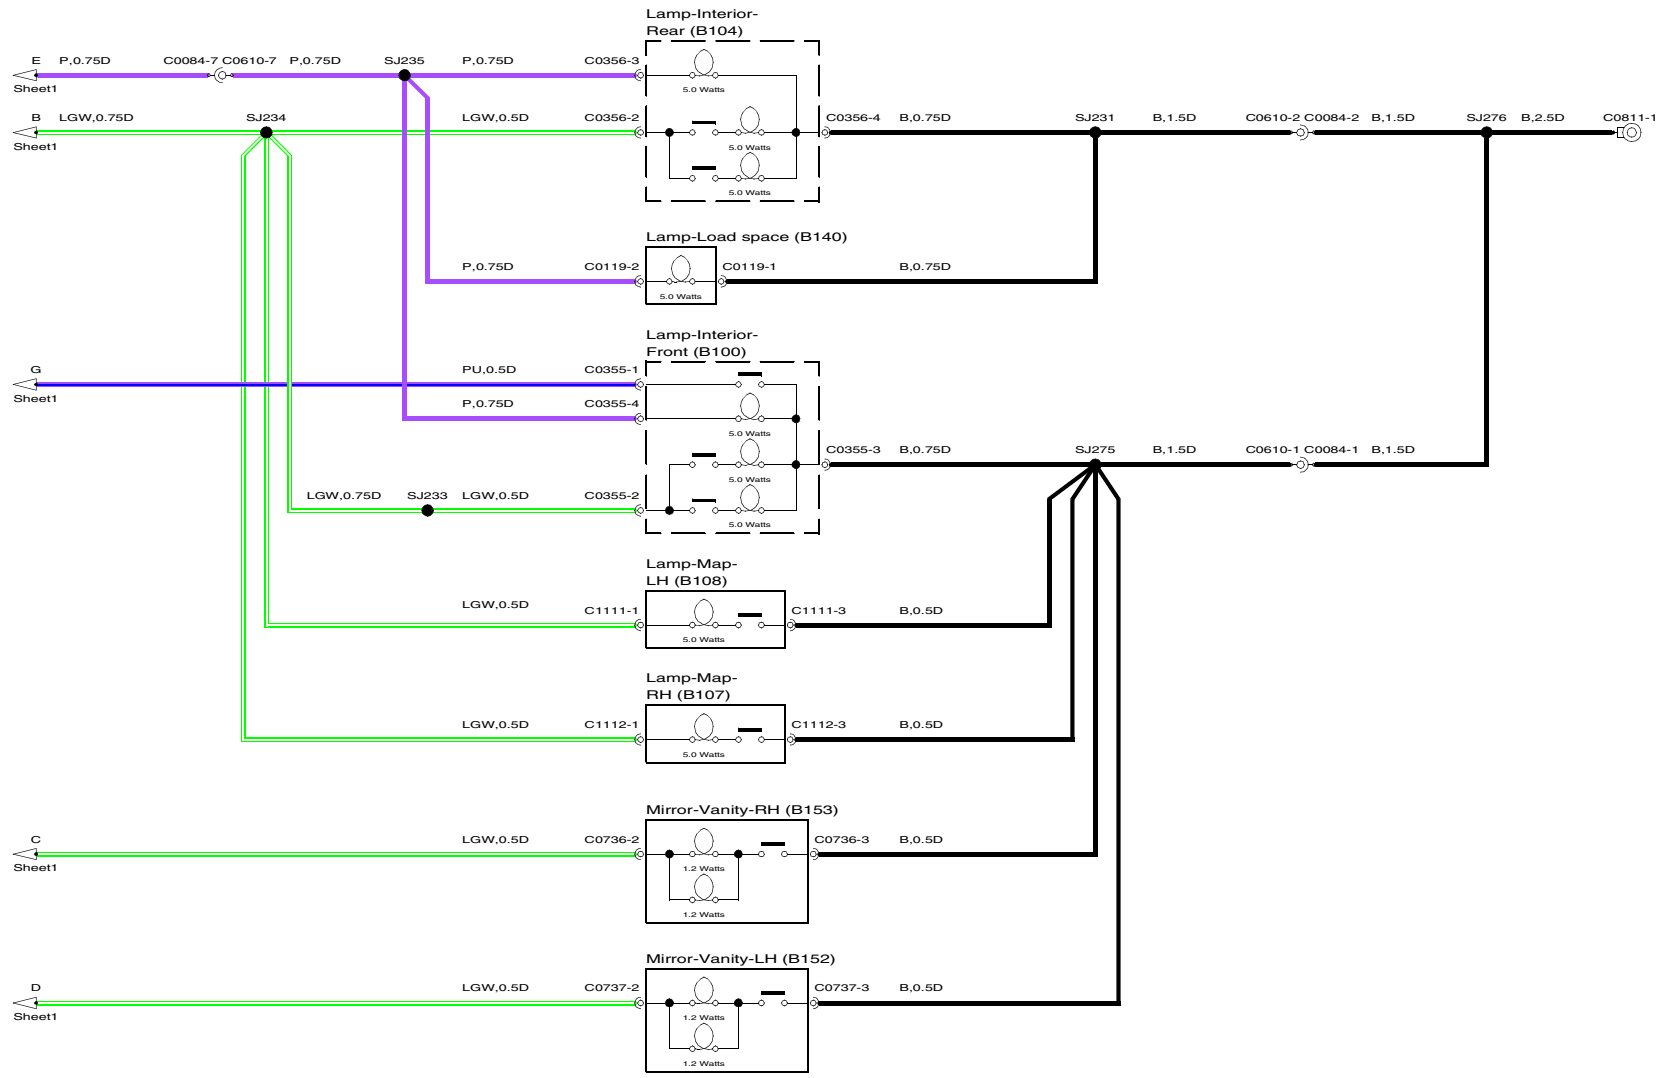 Lamp-Interior-
Rear (B104)
E P,0.75D C0084-7 C0610-7 P,0.75D SJ235 P,0.75D C0356-3
Sheet1
5.0 Watts
B LGW,0.75D SJ234 LGW,0.5D C0356-2 C0356-4 B,0.75D SJ231 B,1.5D C0610-2 C0084-2 B,1.5D SJ276 B,2.5D C0811-1
Sheet1
5.0 Watts
5.0 Watts
Lamp-Load space (B140)
P,0.75D C0119-2 C0119-1 B,0.75D
5.0 Watts
Lamp-Interior-
Front (B100)
G PU,0.5D C0355-1
Sheet1
P,0.75D C0355-4
5.0 Watts
C0355-3 B,0.75D SJ275 B,1.5D C0610-1 C0084-1 B,1.5D
5.0 Watts
LGW,0.75D SJ233 LGW,0.5D C0355-2
5.0 Watts
Lamp-Map-
LH (B108)
LGW,0.5D C1111-1 C1111-3 B,0.5D
5.0 Watts
Lamp-Map-
RH (B107)
LGW,0.5D C1112-1 C1112-3 B,0.5D
5.0 Watts
Mirror-Vanity-RH (B153)
C LGW,0.5D C0736-2 C0736-3 B,0.5D
Sheet1
1.2 Watts
1.2 Watts
Mirror-Vanity-LH (B152)
D LGW,0.5D C0737-2 C0737-3 B,0.5D
Sheet1
1.2 Watts
1.2 Watts